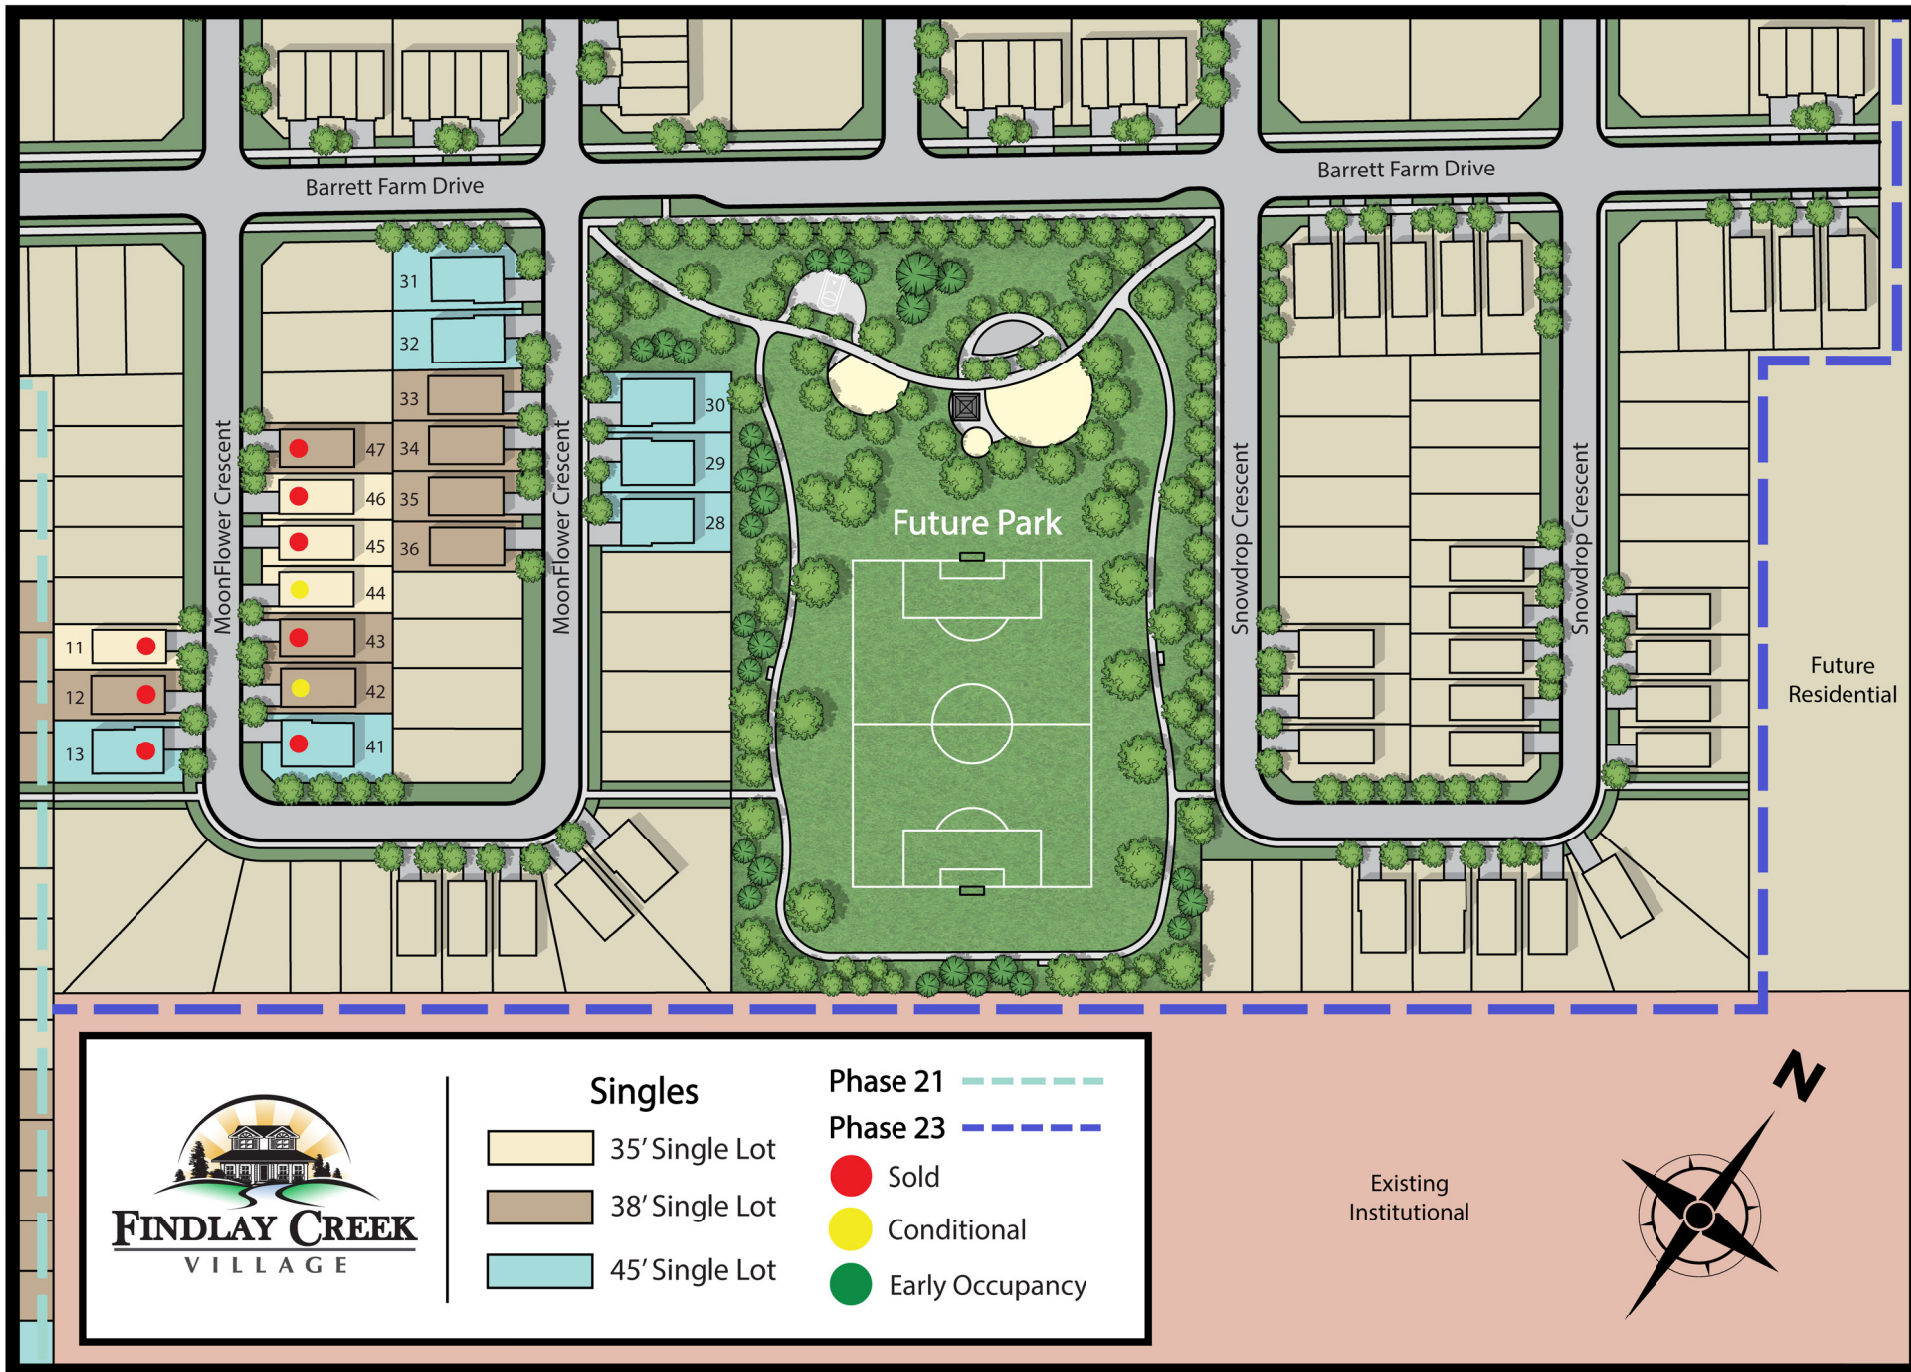 Barrett Farm Drive
Barrett Farm Drive
31
32
33
34
35
36
47
46
45
44
43
42
41
11
12
13
30
29
28
MoonFlower Crescent
MoonFlower Crescent
Future Park
Snowdrop Crescent
Snowdrop Crescent
Future
Residential
FINDLAY CREEK
VILLAGE
Singles
35' Single Lot
38' Single Lot
45' Single Lot
Phase 21
Phase 23
Sold
Conditional
Early Occupancy
Existing
Institutional
N